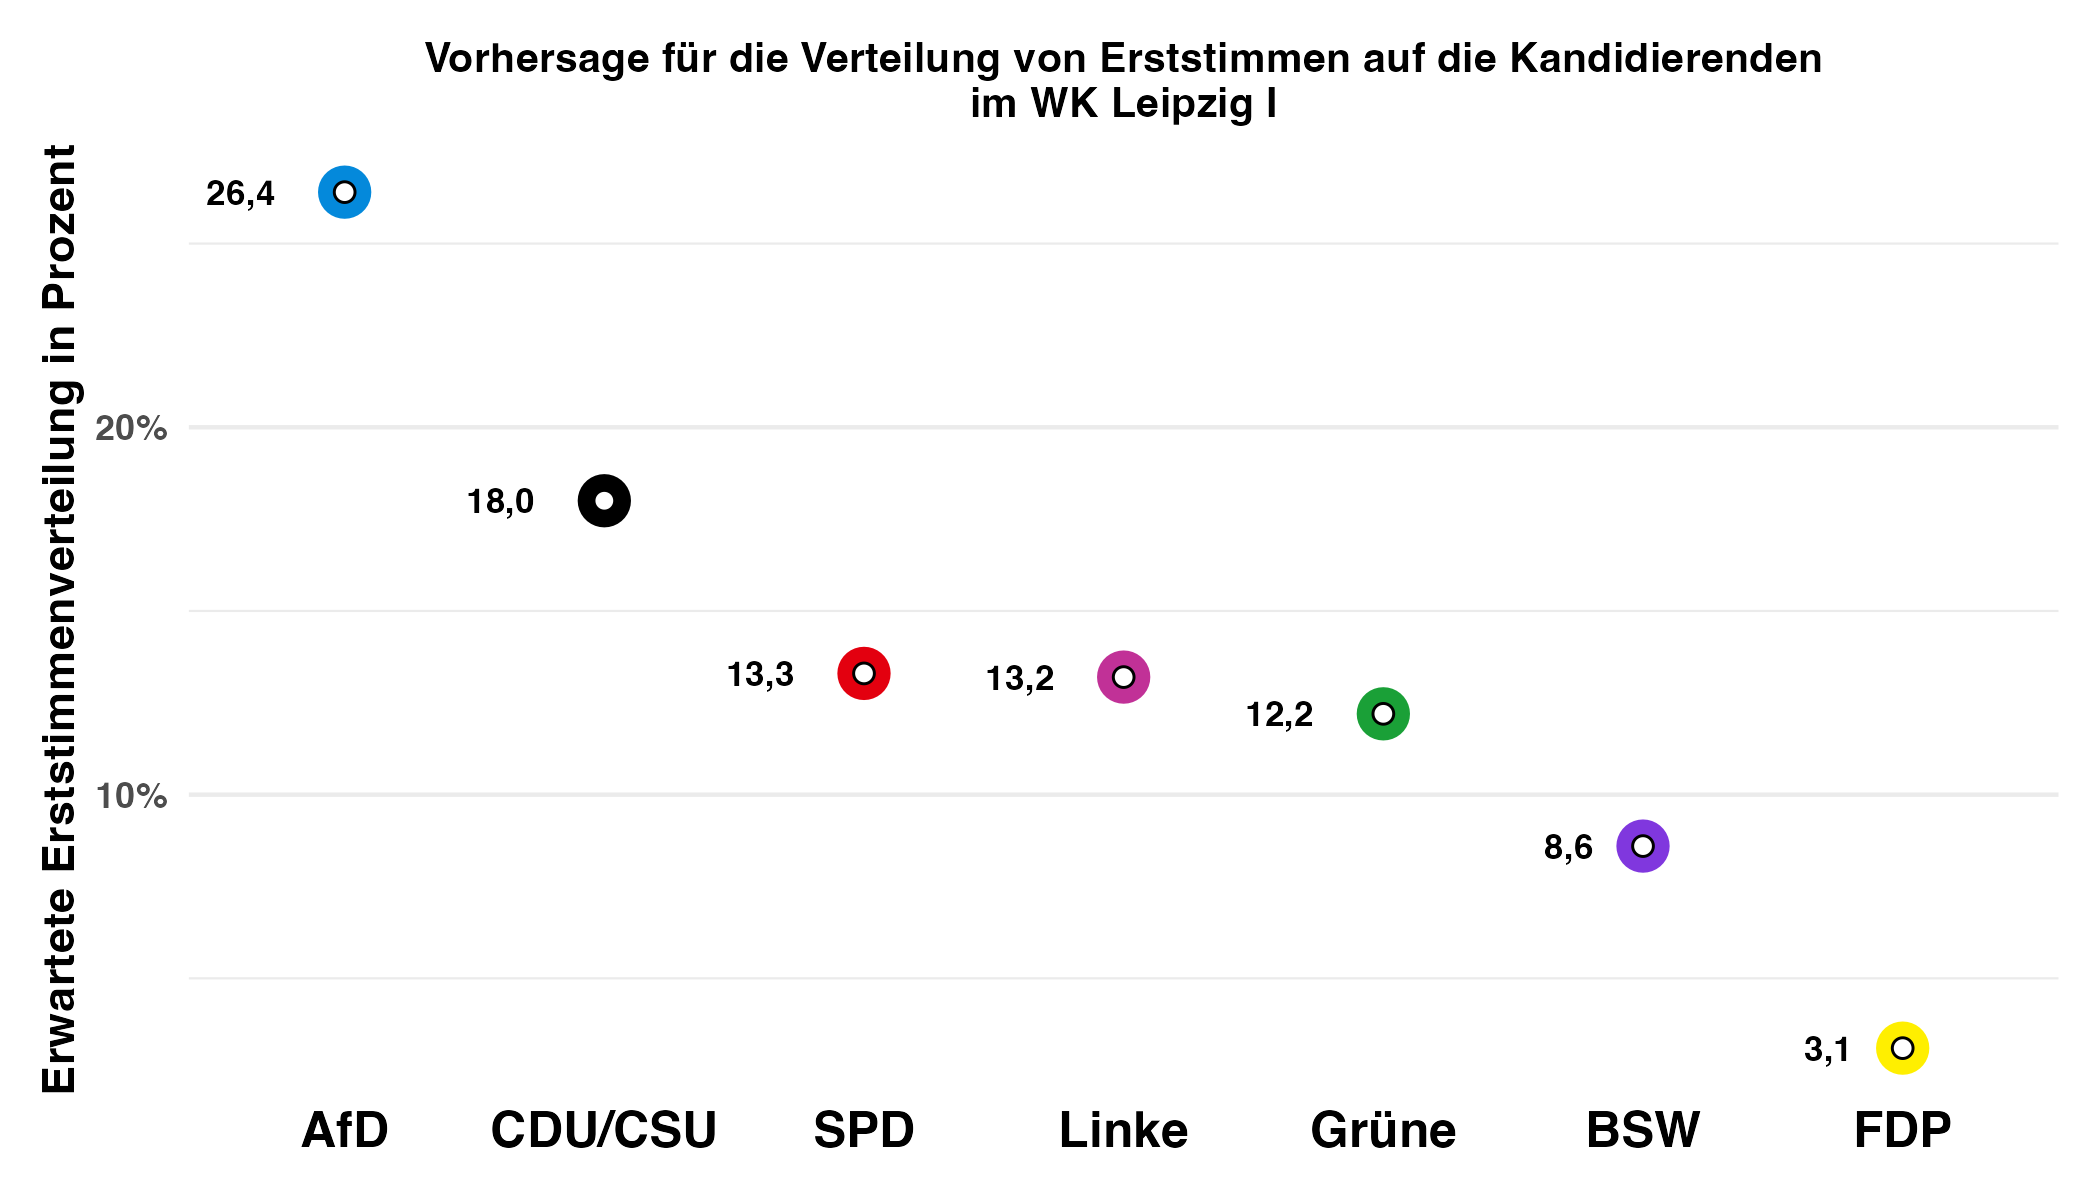 Vorhersage für die Verteilung von Erststimmen auf die Kandidierenden
im WK Leipzig I
Erwartete Erststimmenverteilung in Prozent
20%
10%
26,4
18,0
13,3
13,2
12,2
8,6
3,1
AfD
CDU/CSU
SPD
Linke
Grüne
BSW
FDP